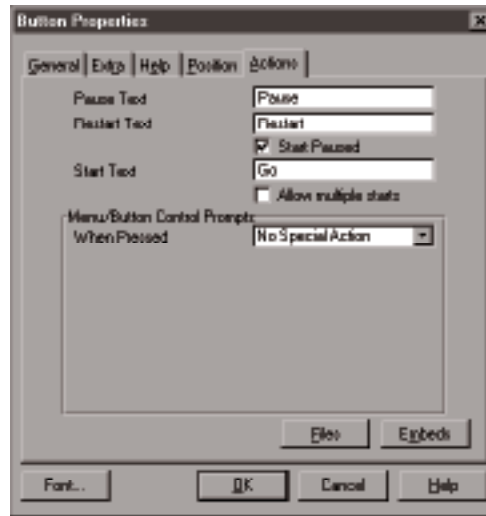 Button Properties
General Extra Help Position Actions
Pause Text Pause
Restart Text Restart
Start Paused
Start Text Go
Allow multiple starts
Menu/Button Control Prompts
When Pressed No Special Action
Files Embeds
Font... OK Cancel Help